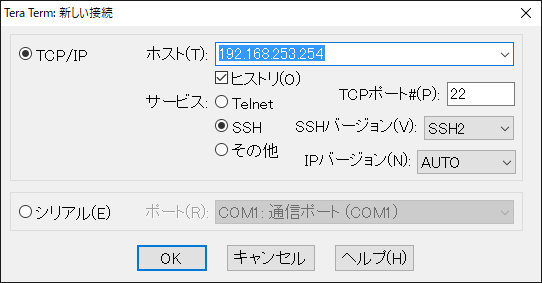 Tera Term: 新しい接続
TCP/IP ホスト(T): 192.168.253.254
ヒストリ(O)
サービス: Telnet TCPポート#(P): 22
SSH SSHバージョン(V): SSH2
その他 IPバージョン(N): AUTO
シリアル(E) ポート(R): COM1: 通信ポート (COM1)
OK キャンセル ヘルプ(H)